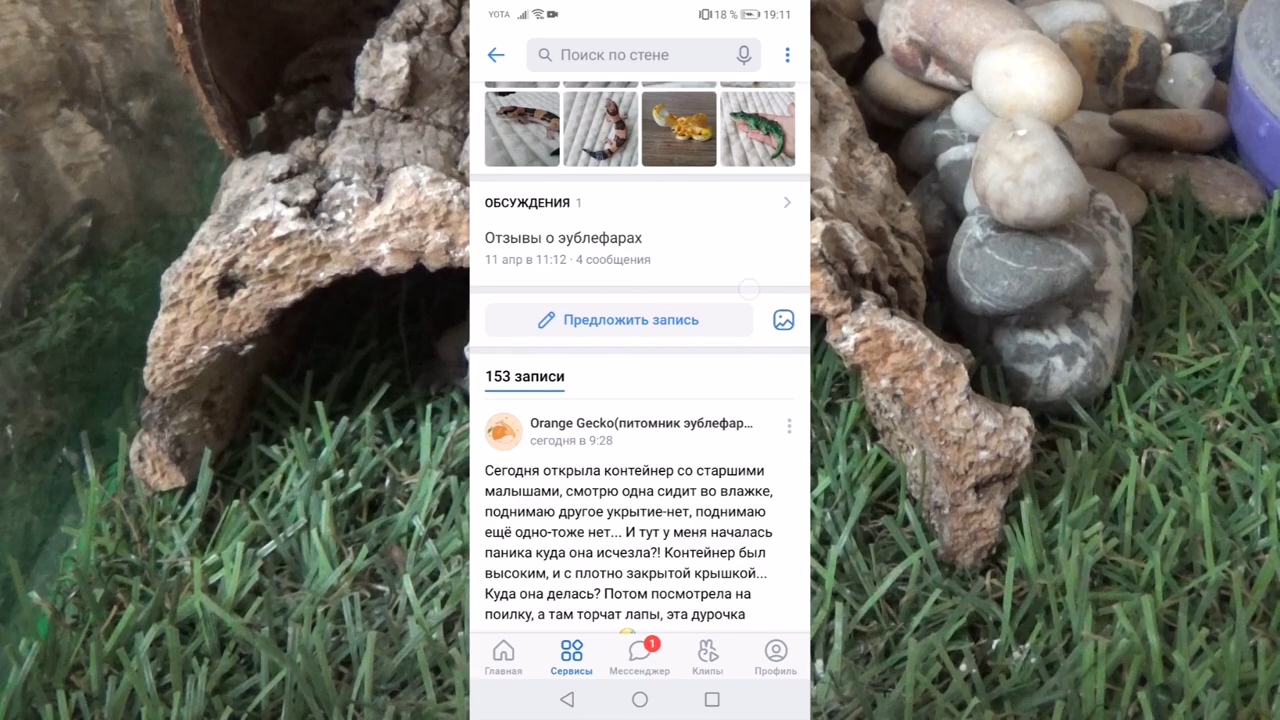 YOTA 18 % 19:11
Поиск по стене
ОБСУЖДЕНИЯ 1
Отзывы о эублефарах
11 апр в 11:12 · 4 сообщения
Предложить запись
153 записи
Orange Gecko(питомник эублефар...
сегодня в 9:28
Сегодня открыла контейнер со старшими
малышами, смотрю одна сидит во влажке,
поднимаю другое укрытие-нет, поднимаю
ещё одно-тоже нет... И тут у меня началась
паника куда она исчезла?! Контейнер был
высоким, и с плотно закрытой крышкой...
Куда она делась? Потом посмотрела на
поилку, а там торчат лапы, эта дурочка
1
Главная Сервисы Мессенджер Клипы Профиль